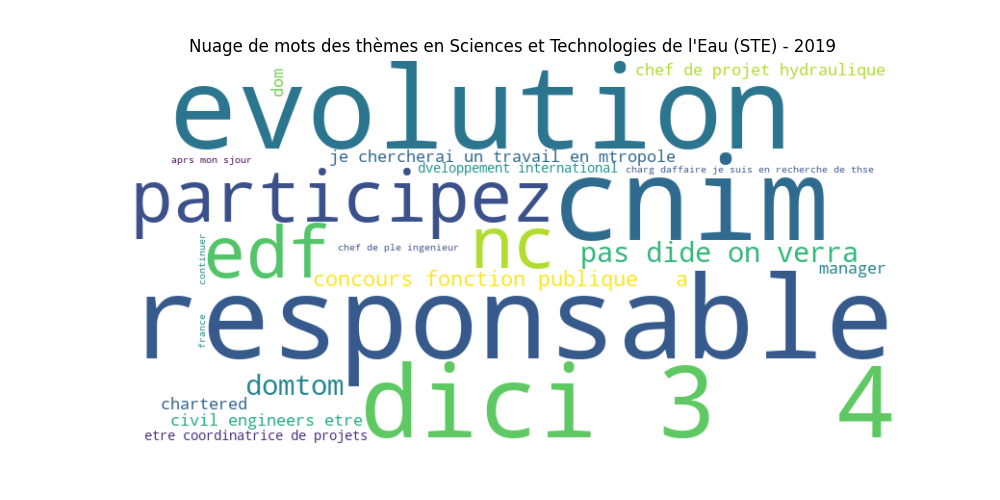 Nuage de mots des thèmes en Sciences et Technologies de l'Eau (STE) - 2019
dom
chef de projet hydraulique
evolution
aprs mon sjour
je chercherai un travail en mtropole
dveloppement international
charg daffaire je suis en recherche de thse
participez
cnim
continuer
edf
chef de ple ingenieur
nc
pas dide on verra
manager
concours fonction publique
a
france
responsable
domtom
dici 3 4
chartered
civil engineers etre
etre coordinatrice de projets